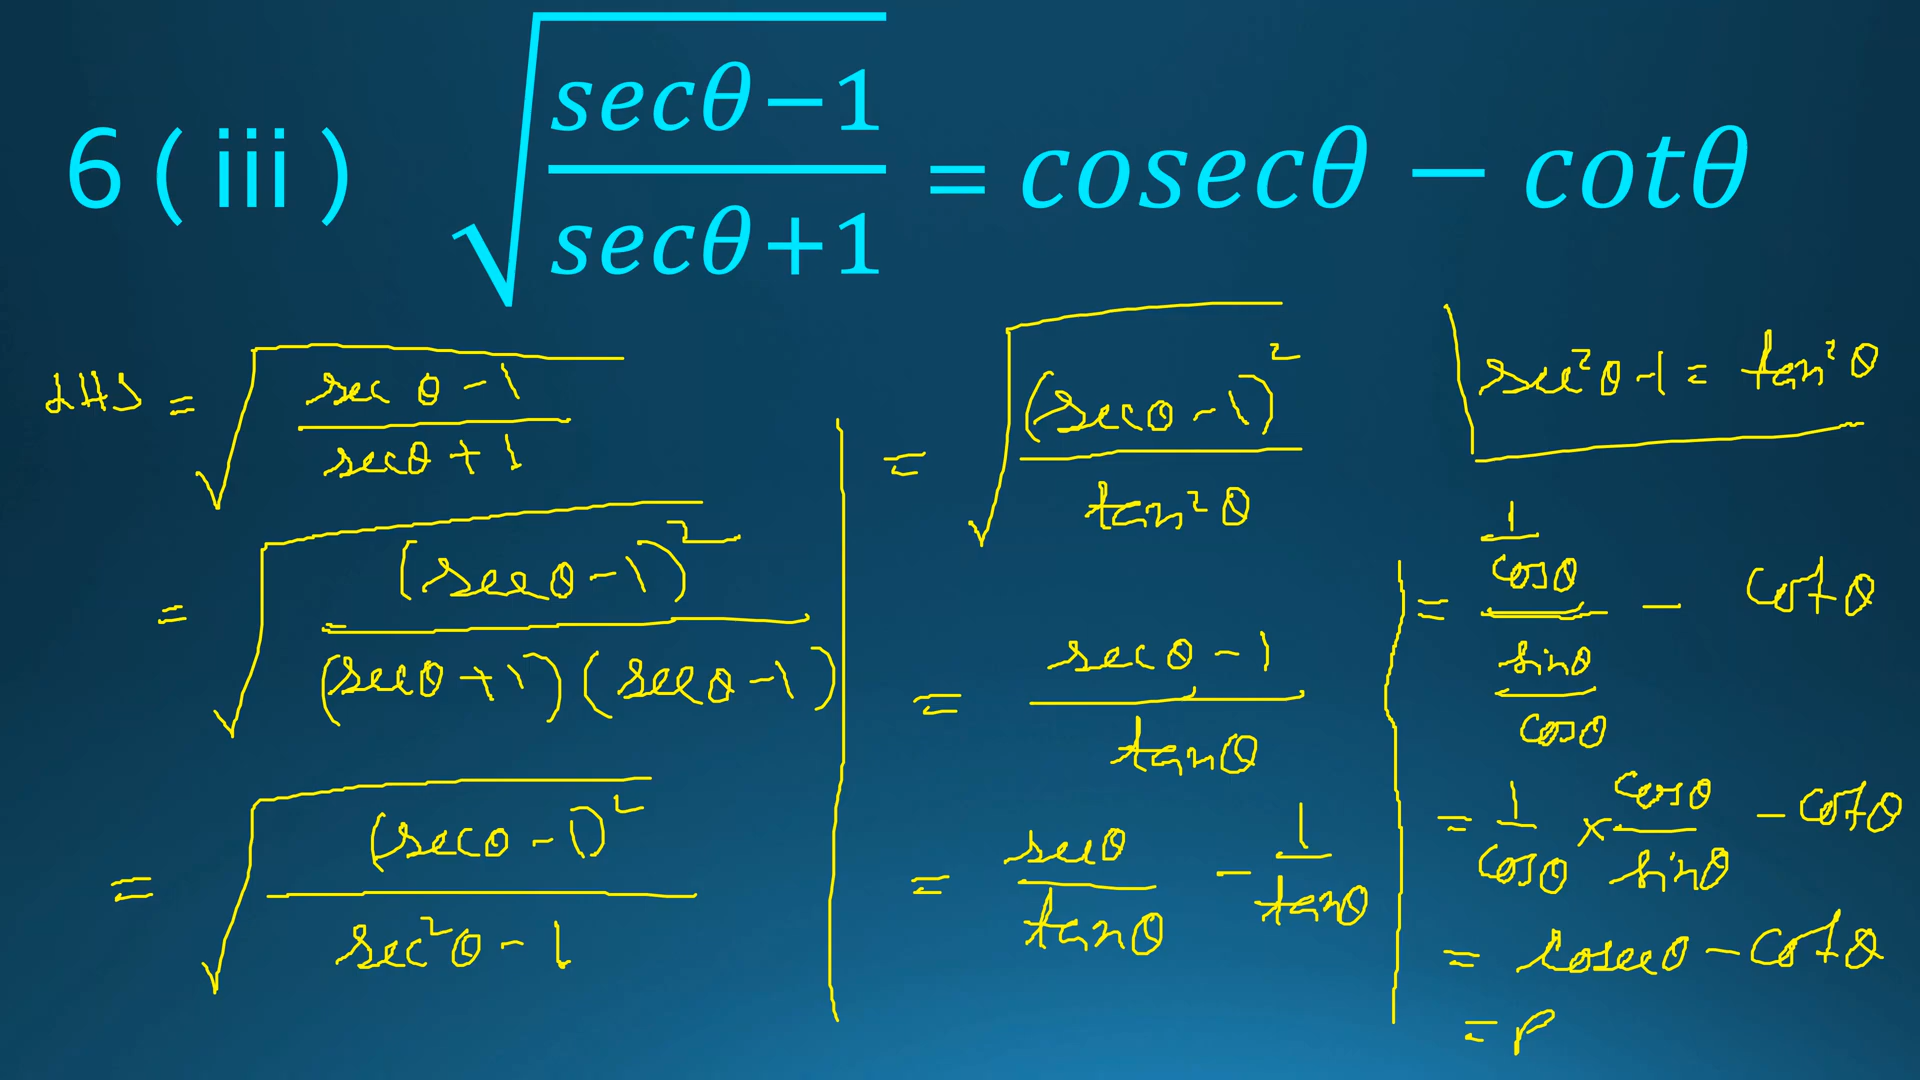 6 ( iii ) √((secθ−1)/(secθ+1)) = cosecθ − cotθ
LHS = √((sec θ - 1)/(secθ + 1))
= √((secθ - 1)²/((secθ + 1)(secθ - 1)))
= √((secθ - 1)²/(sec²θ - 1))
= √((secθ - 1)²/(tan²θ))
= (secθ - 1)/(tanθ)
= secθ/tanθ - 1/tanθ
sec²θ - 1 = tan²θ
= (1/cosθ)/(sinθ/cosθ) - cotθ
= 1/cosθ × cosθ/sinθ - cotθ
= cosecθ - cotθ
= P